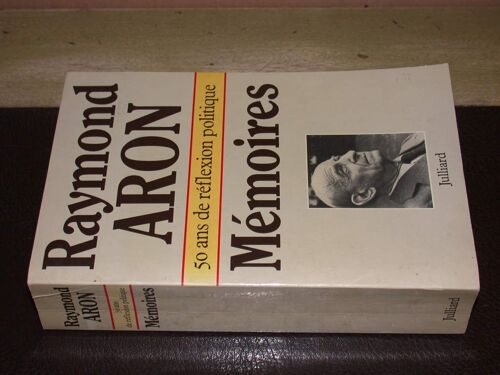 Raymond
ARON
50 ans de réflexion politique
Mémoires
Julliard
Raymond
ARON
50 ans
de réflexion politique
Mémoires
Julliard